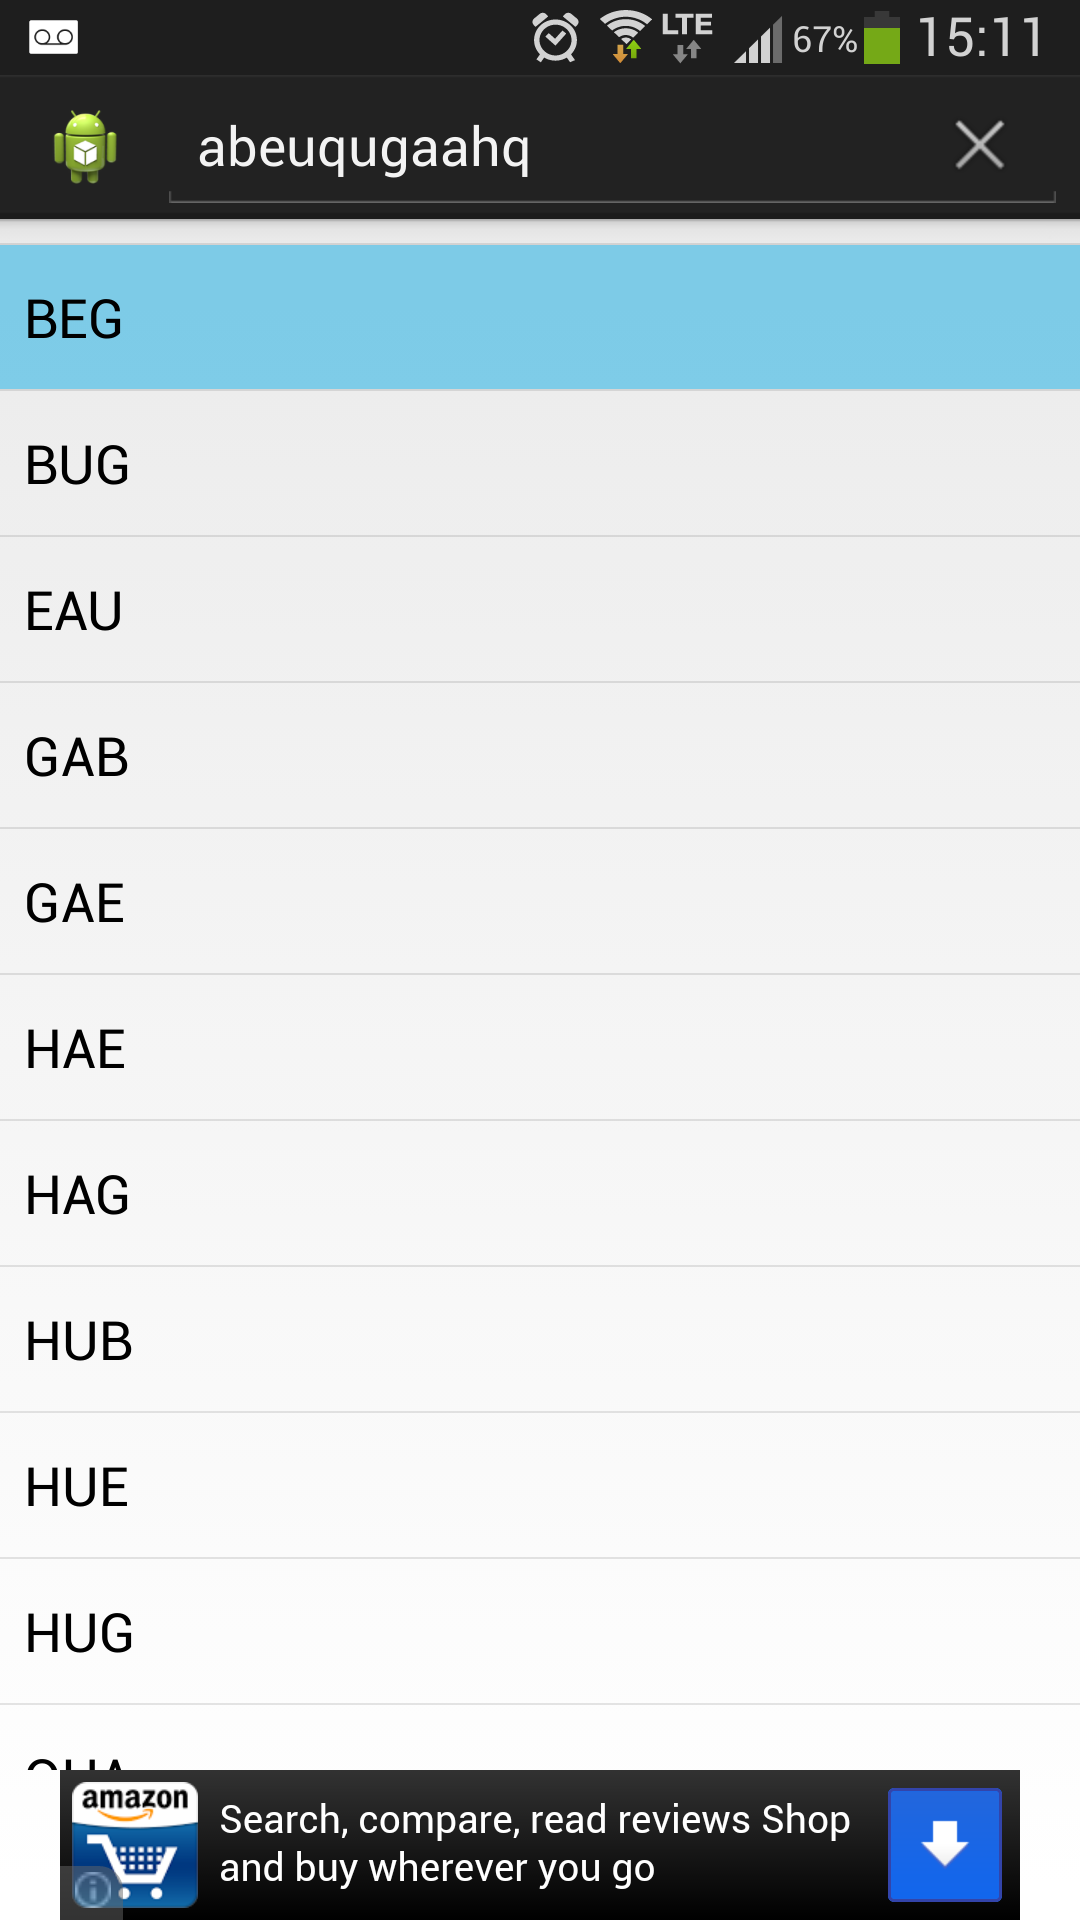 LTE 67% 15:11
abeuqugaahq
BEG
BUG
EAU
GAB
GAE
HAE
HAG
HUB
HUE
HUG
amazon
Search, compare, read reviews Shop
and buy wherever you go